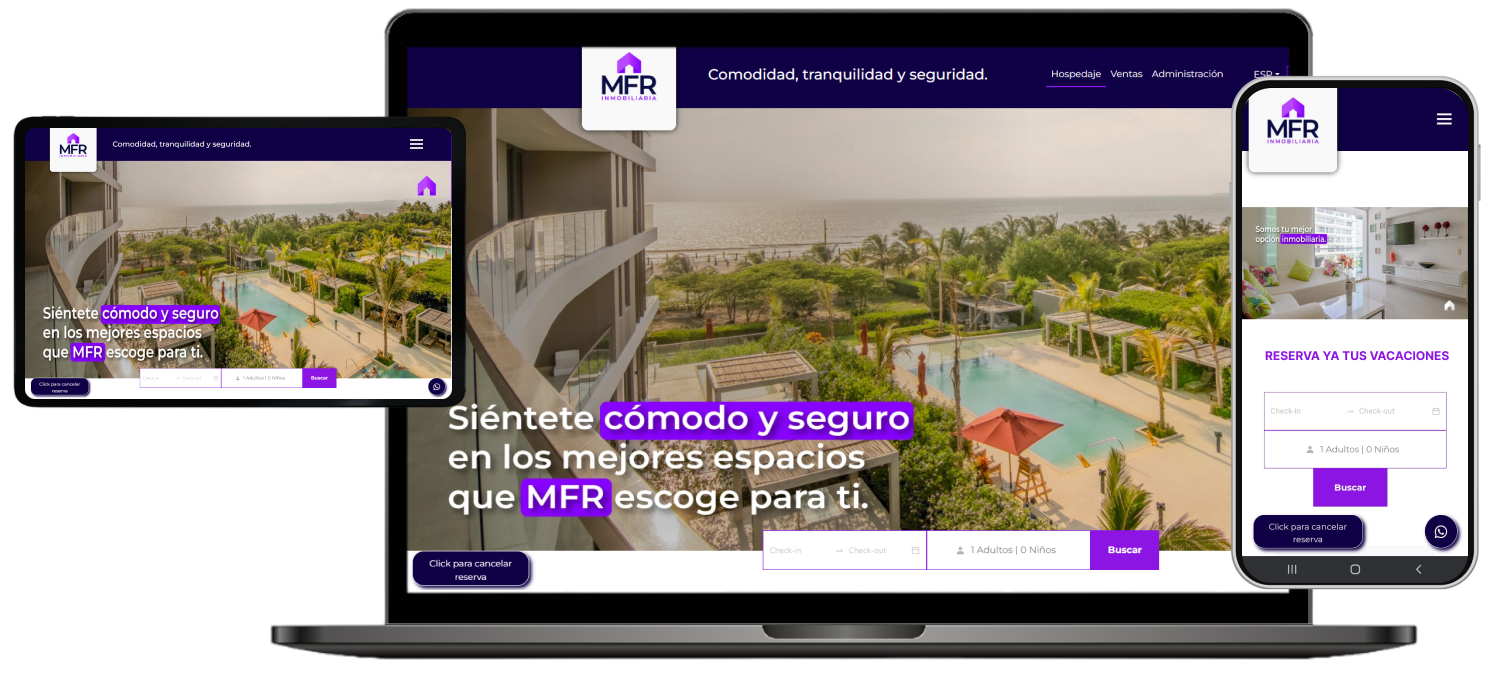 MFR
INMOBILIARIA
Comodidad, tranquilidad y seguridad.
Siéntete cómodo y seguro
en los mejores espacios
que MFR escoge para ti.
Check-in → Check-out
1 Adultos | 0 Niños
Buscar
Click para cancelar
reserva
MFR
INMOBILIARIA
Comodidad, tranquilidad y seguridad.
Hospedaje Ventas Administración
ESP
Siéntete cómodo y seguro
en los mejores espacios
que MFR escoge para ti.
Check-in → Check-out
1 Adultos | 0 Niños
Buscar
Click para cancelar
reserva
MFR
INMOBILIARIA
Somos tu mejor
opción inmobiliaria.
RESERVA YA TUS VACACIONES
Check-in → Check-out
1 Adultos | 0 Niños
Buscar
Click para cancelar
reserva